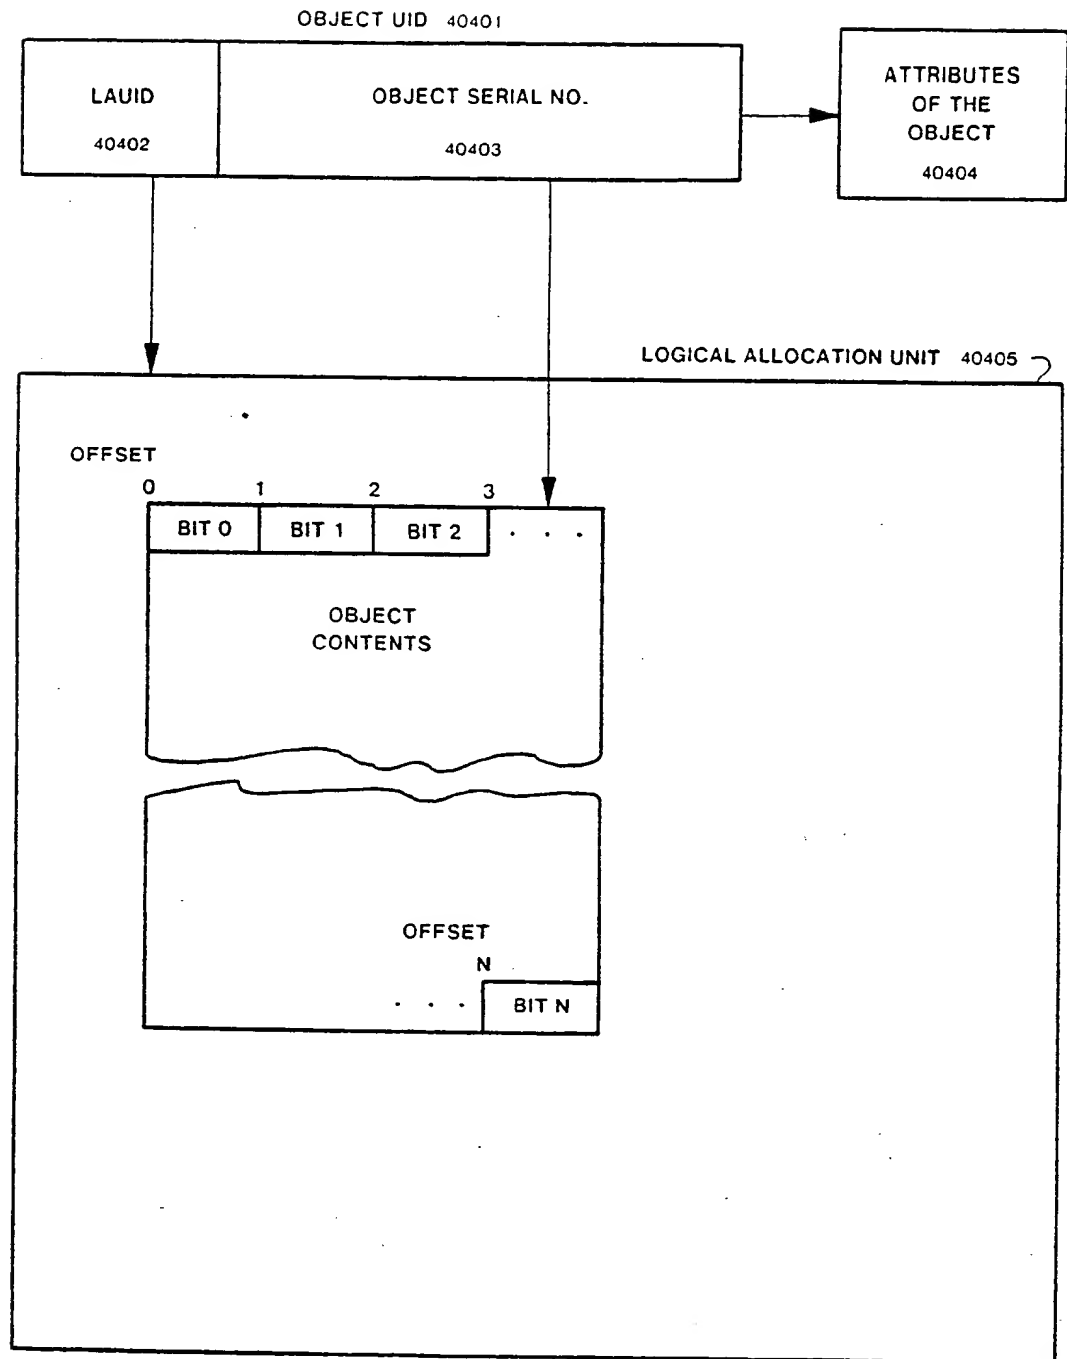 OBJECT UID 40401
LAUID
40402
OBJECT SERIAL NO.
40403
ATTRIBUTES
OF THE
OBJECT
40404
LOGICAL ALLOCATION UNIT 40405
OFFSET
0 1 2 3
BIT 0 BIT 1 BIT 2 . . .
OBJECT
CONTENTS
OFFSET
N
. . . BIT N